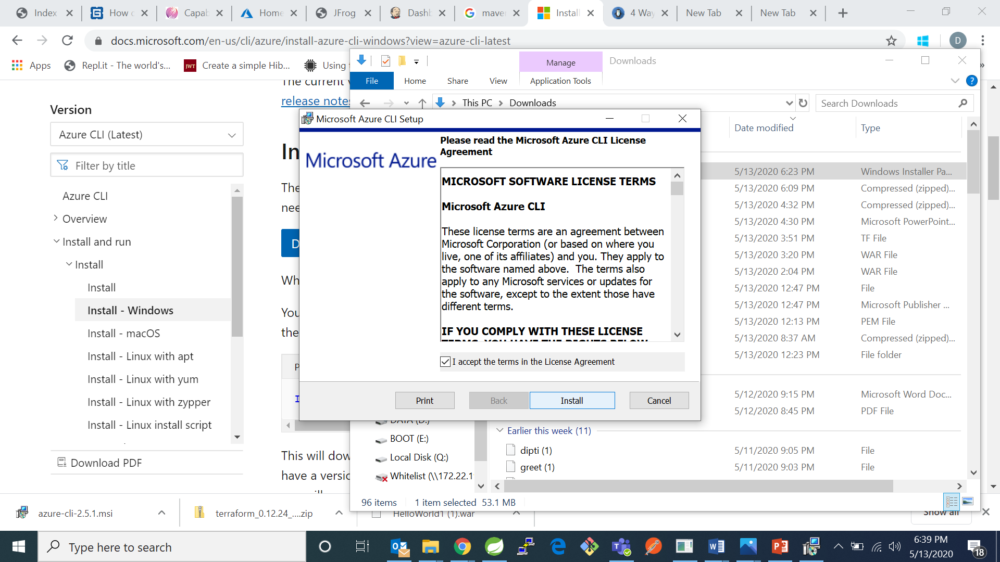 Index
How c
Capab
Home
JFrog
Dashb
maver
Install
4 Way
New Tab
New Tab
docs.microsoft.com/en-us/cli/azure/install-azure-cli-windows?view=azure-cli-latest
D
Apps
Repl.it - The world's...
JWT
Create a simple Hib...
Using
»
Manage
Downloads
File
Home
Share
View
Application Tools
This PC
Downloads
Search Downloads
The current v
release notes
Version
Azure CLI (Latest)
Filter by title
Azure CLI
Overview
Install and run
Install
Install
Install - Windows
Install - macOS
Install - Linux with apt
Install - Linux with yum
Install - Linux with zypper
Install - Linux install script
Download PDF
In
The
nee
D
Wh
You
the
P
I
This will dow
have a versio
Microsoft Azure CLI Setup
Microsoft Azure
Please read the Microsoft Azure CLI License
Agreement
MICROSOFT SOFTWARE LICENSE TERMS
Microsoft Azure CLI
These license terms are an agreement between
Microsoft Corporation (or based on where you
live, one of its affiliates) and you. They apply to
the software named above.  The terms also
apply to any Microsoft services or updates for
the software, except to the extent those have
different terms.
IF YOU COMPLY WITH THESE LICENSE
TERMS, YOU HAVE THE RIGHTS BELOW
I accept the terms in the License Agreement
Print
Back
Install
Cancel
Date modified
Type
5/13/2020 6:23 PM Windows Installer Pa...
5/13/2020 6:09 PM Compressed (zipped)...
5/13/2020 4:32 PM Compressed (zipped)...
5/13/2020 4:30 PM Microsoft PowerPoint...
5/13/2020 3:51 PM TF File
5/13/2020 3:20 PM WAR File
5/13/2020 2:04 PM WAR File
5/13/2020 12:47 PM File
5/13/2020 12:47 PM Microsoft Publisher ...
5/13/2020 12:13 PM PEM File
5/13/2020 8:37 AM Compressed (zipped)...
5/13/2020 12:23 PM File folder
5/12/2020 9:15 PM Microsoft Word Doc...
5/12/2020 8:45 PM PDF File
Earlier this week (11)
dipti (1) 5/11/2020 9:05 PM File
greet (1) 5/11/2020 9:03 PM File
DATA (D:)
BOOT (E:)
Local Disk (Q:)
Whitelist (\\172.22.1
96 items
1 item selected 53.1 MB
azure-cli-2.5.1.msi
terraform_0.12.24_....zip
HelloWorld1 (1).war
Show all
Type here to search
6:39 PM
5/13/2020
18